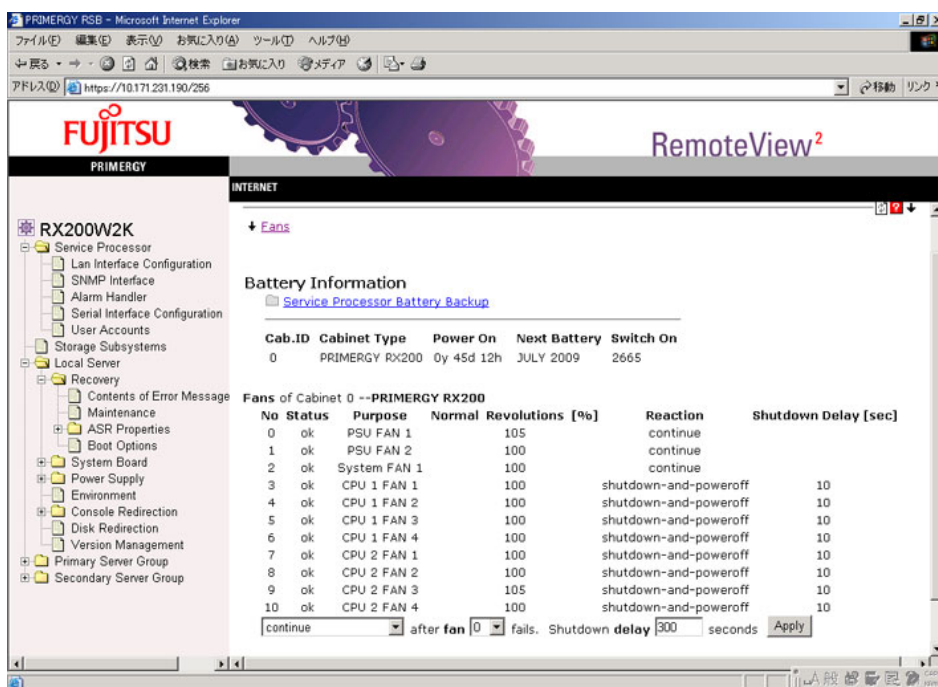 PRIMERGY RSB - Microsoft Internet Explorer
ファイル(F) 編集(E) 表示(V) お気に入り(A) ツール(T) ヘルプ(H)
戻る 検索 お気に入り メディア
アドレス(D) https://10.171.231.190/256 移動 リンク
FUJITSU
RemoteView2
PRIMERGY
INTERNET
RX200W2K
Service Processor
Lan Interface Configuration
SNMP Interface
Alarm Handler
Serial Interface Configuration
User Accounts
Storage Subsystems
Local Server
Recovery
Contents of Error Message
Maintenance
ASR Properties
Boot Options
System Board
Power Supply
Environment
Console Redirection
Disk Redirection
Version Management
Primary Server Group
Secondary Server Group
Fans
Battery Information
Service Processor Battery Backup
Cab.ID Cabinet Type Power On Next Battery Switch On
0 PRIMERGY RX200 0y 45d 12h JULY 2009 2665
Fans of Cabinet 0 --PRIMERGY RX200
No Status Purpose Normal Revolutions [%] Reaction Shutdown Delay [sec]
0 ok PSU FAN 1 105 continue
1 ok PSU FAN 2 100 continue
2 ok System FAN 1 100 continue
3 ok CPU 1 FAN 1 100 shutdown-and-poweroff 10
4 ok CPU 1 FAN 2 100 shutdown-and-poweroff 10
5 ok CPU 1 FAN 3 100 shutdown-and-poweroff 10
6 ok CPU 1 FAN 4 100 shutdown-and-poweroff 10
7 ok CPU 2 FAN 1 100 shutdown-and-poweroff 10
8 ok CPU 2 FAN 2 100 shutdown-and-poweroff 10
9 ok CPU 2 FAN 3 105 shutdown-and-poweroff 10
10 ok CPU 2 FAN 4 100 shutdown-and-poweroff 10
continue after fan 0 fails. Shutdown delay 300 seconds Apply
A 般